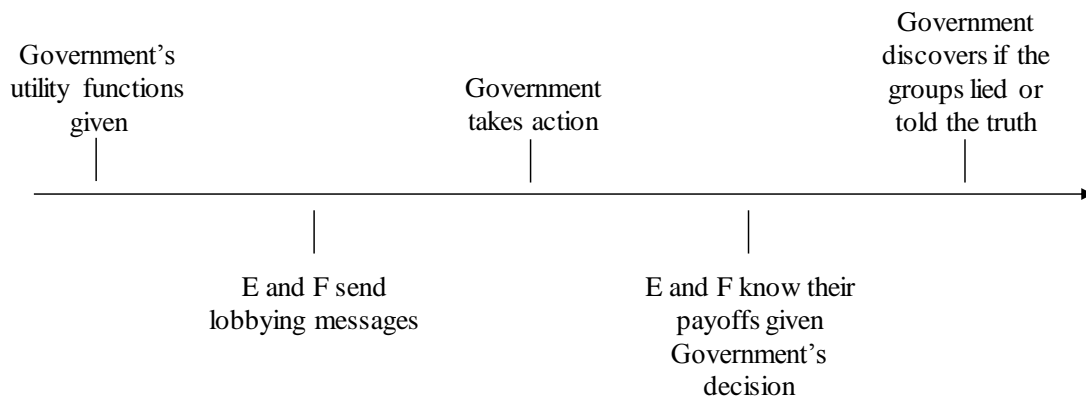 Government's
utility functions
given
E and F send
lobbying messages
Government
takes action
E and F know their
payoffs given
Government's
decision
Government
discovers if the
groups lied or
told the truth